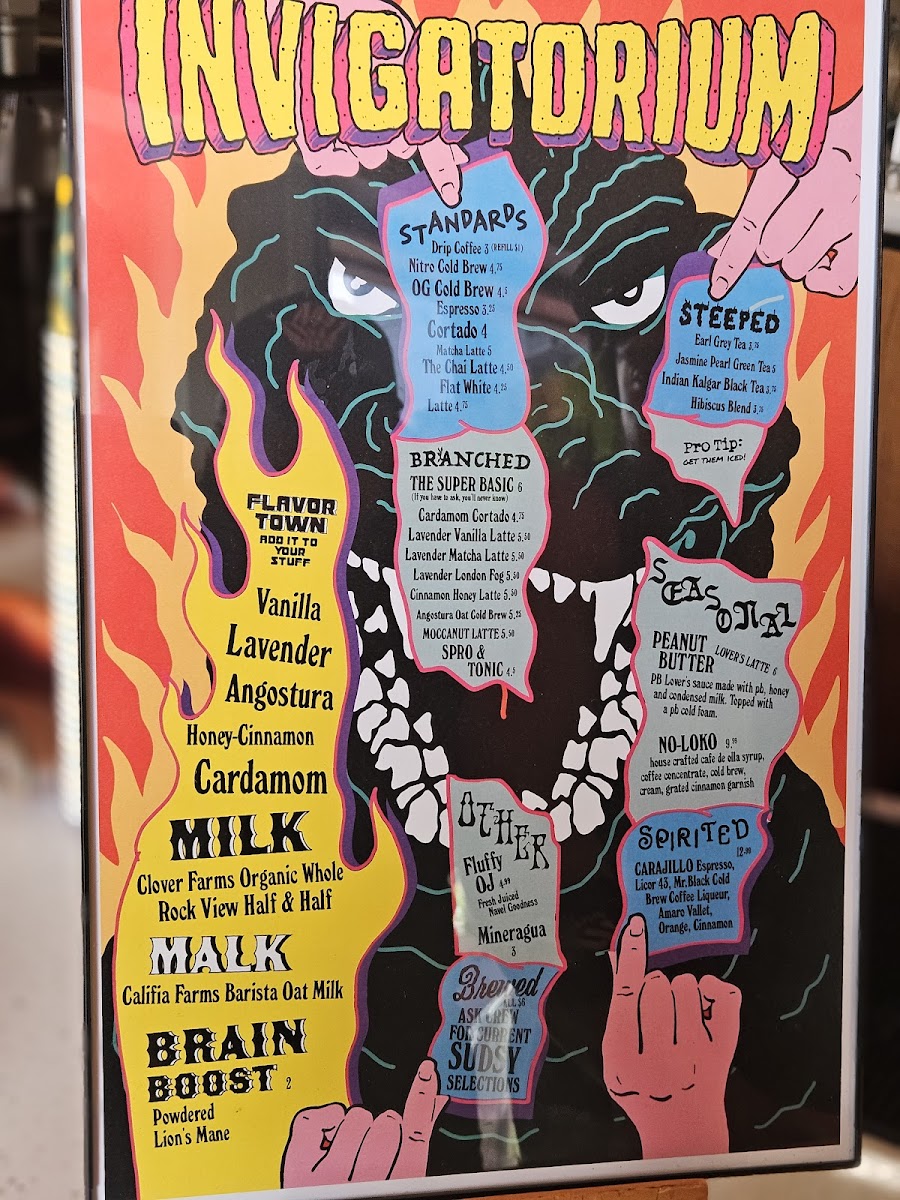 INVIGATORIUM
STANDARDS
Drip Coffee 3 (REFILL $1)
Nitro Cold Brew 4.75
OG Cold Brew 4.5
Espresso 3.25
Cortado 4
Matcha Latte 5
The Chai Latte 4.50
Flat White 4.25
Latte 4.75
BRANCHED
THE SUPER BASIC 6
(If you have to ask, you'll never know)
Cardamom Cortado 4.75
Lavender Vanilla Latte 5.50
Lavender Matcha Latte 5.50
Lavender London Fog 5.50
Cinnamon Honey Latte 5.50
Angostura Oat Cold Brew 5.25
MOCCANUT LATTE 5.50
SPRO &
TONIC 4.5
STEEPED
Earl Grey Tea 3.75
Jasmine Pearl Green Tea 5
Indian Kalgar Black Tea 3.75
Hibiscus Blend 3.75
Pro Tip:
GET THEM ICED!
FLAVOR
TOWN
ADD IT TO
YOUR
STUFF
Vanilla
Lavender
Angostura
Honey-Cinnamon
Cardamom
MILK
Clover Farms Organic Whole
Rock View Half & Half
MALK
Califia Farms Barista Oat Milk
BRAIN
BOOST 2
Powdered
Lion's Mane
SEASONAL
PEANUT
BUTTER LOVER'S LATTE 6
PB Lover's sauce made with pb, honey
and condensed milk. Topped with
a pb cold foam.
NO-LOKO 9.99
house crafted cafe de olla syrup,
coffee concentrate, cold brew,
cream, grated cinnamon garnish
OTHER
Fluffy
OJ 4.99
Fresh Juiced
Navel Goodness
Mineragua
3
SPIRITED
12.00
CARAJILLO Espresso,
Licor 43, Mr.Black Cold
Brew Coffee Liqueur,
Amaro Vallet,
Orange, Cinnamon
Brewed
ALL $6
ASK CREW
FOR CURRENT
SUDSY
SELECTIONS